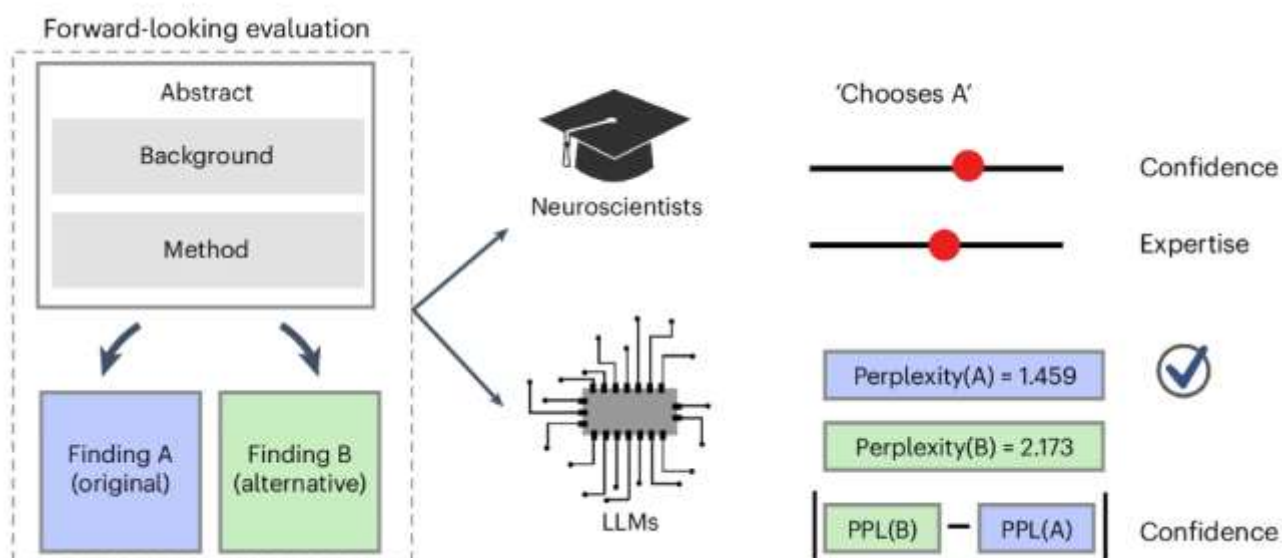 Forward-looking evaluation
Abstract
Background
Method
Finding A
(original)
Finding B
(alternative)
Neuroscientists
LLMs
'Chooses A'
Confidence
Expertise
Perplexity(A) = 1.459
Perplexity(B) = 2.173
PPL(B) – PPL(A)
Confidence